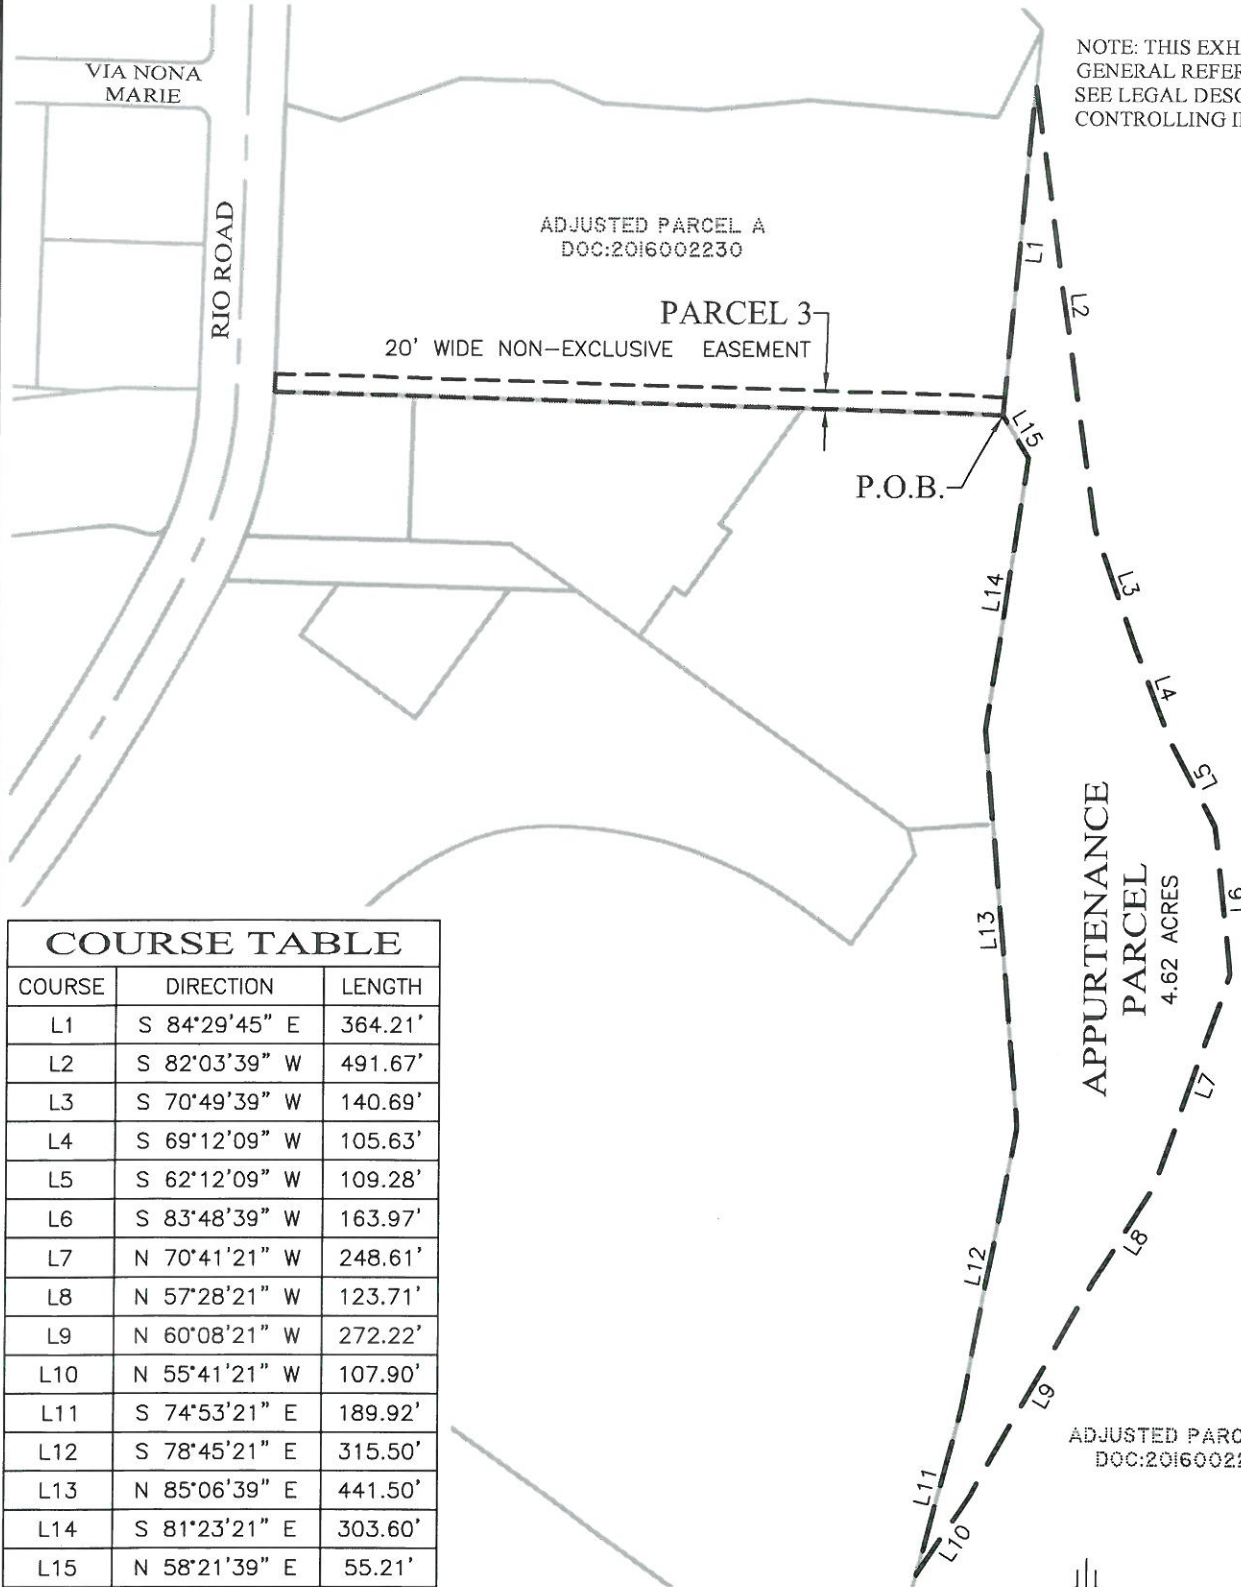 NOTE: THIS EXH
GENERAL REFER
SEE LEGAL DESC
CONTROLLING
VIA NONA
MARIE
RIO ROAD
ADJUSTED PARCEL A
DOC:2016002230
PARCEL 3
20' WIDE NON-EXCLUSIVE EASEMENT
P.O.B.
L1
L2
L15
L3
L14
L4
L5
L6
L13
APPURTENANCE
PARCEL
4.62 ACRES
L7
L8
L12
L9
L11
L10
ADJUSTED PARC
DOC:20160022
COURSE TABLE
COURSE DIRECTION LENGTH
L1 S 84°29'45" E 364.21'
L2 S 82°03'39" W 491.67'
L3 S 70°49'39" W 140.69'
L4 S 69°12'09" W 105.63'
L5 S 62°12'09" W 109.28'
L6 S 83°48'39" W 163.97'
L7 N 70°41'21" W 248.61'
L8 N 57°28'21" W 123.71'
L9 N 60°08'21" W 272.22'
L10 N 55°41'21" W 107.90'
L11 S 74°53'21" E 189.92'
L12 S 78°45'21" E 315.50'
L13 N 85°06'39" E 441.50'
L14 S 81°23'21" E 303.60'
L15 N 58°21'39" E 55.21'